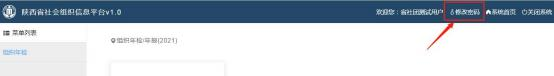 陕西省社会组织信息平台v1.0 欢迎您：省社团测试用户 修改密码 系统首页 关闭系统
菜单列表
组织年检/年报(2021)
组织年检